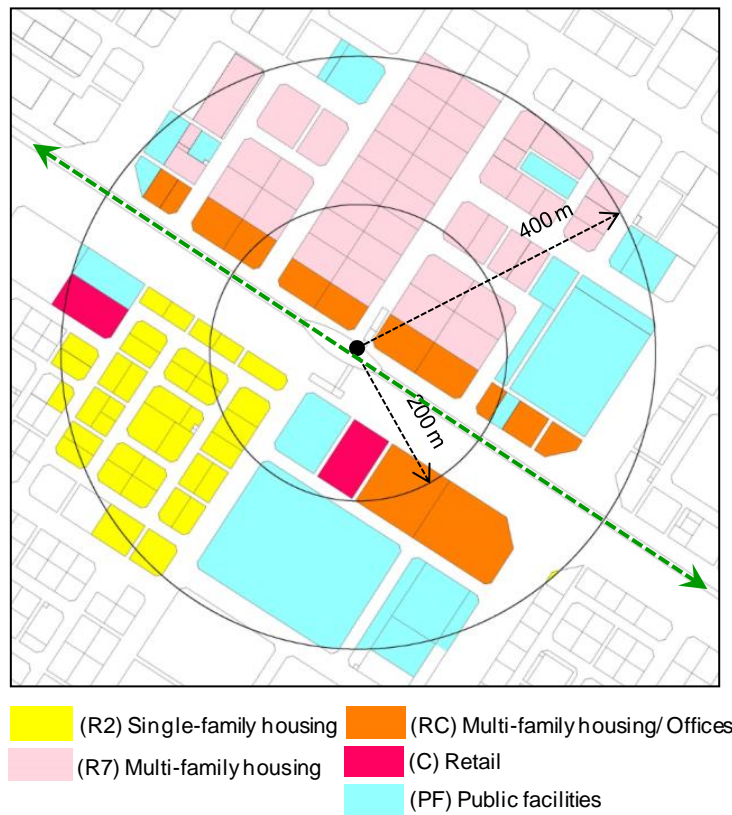 400 m
200 m
(R2) Single-family housing
(RC) Multi-family housing/ Offices
(R7) Multi-family housing
(C) Retail
(PF) Public facilities